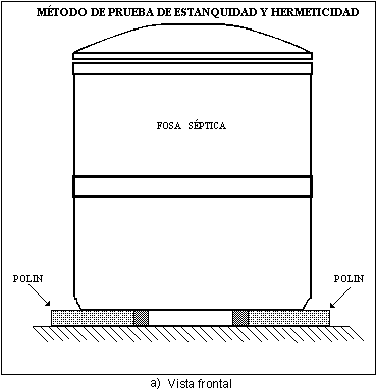 MÉTODO DE PRUEBA DE ESTANQUIDAD Y HERMETICIDAD
FOSA SÉPTICA
POLIN
POLIN
a) Vista frontal